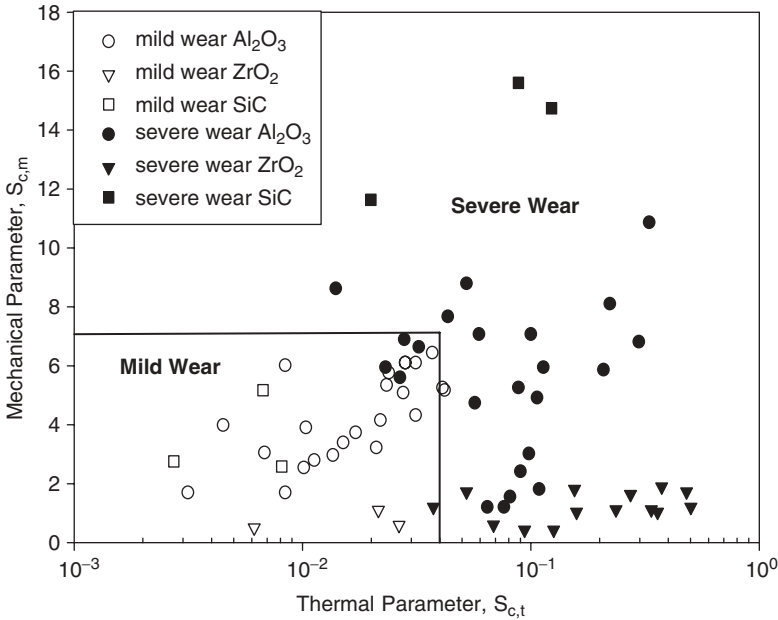 18
16
14
12
10
8
6
4
2
0
Mechanical Parameter, S_c,m
mild wear Al₂O₃
mild wear ZrO₂
mild wear SiC
severe wear Al₂O₃
severe wear ZrO₂
severe wear SiC
Severe Wear
Mild Wear
10⁻³ 10⁻² 10⁻¹ 10⁰
Thermal Parameter, S_c,t